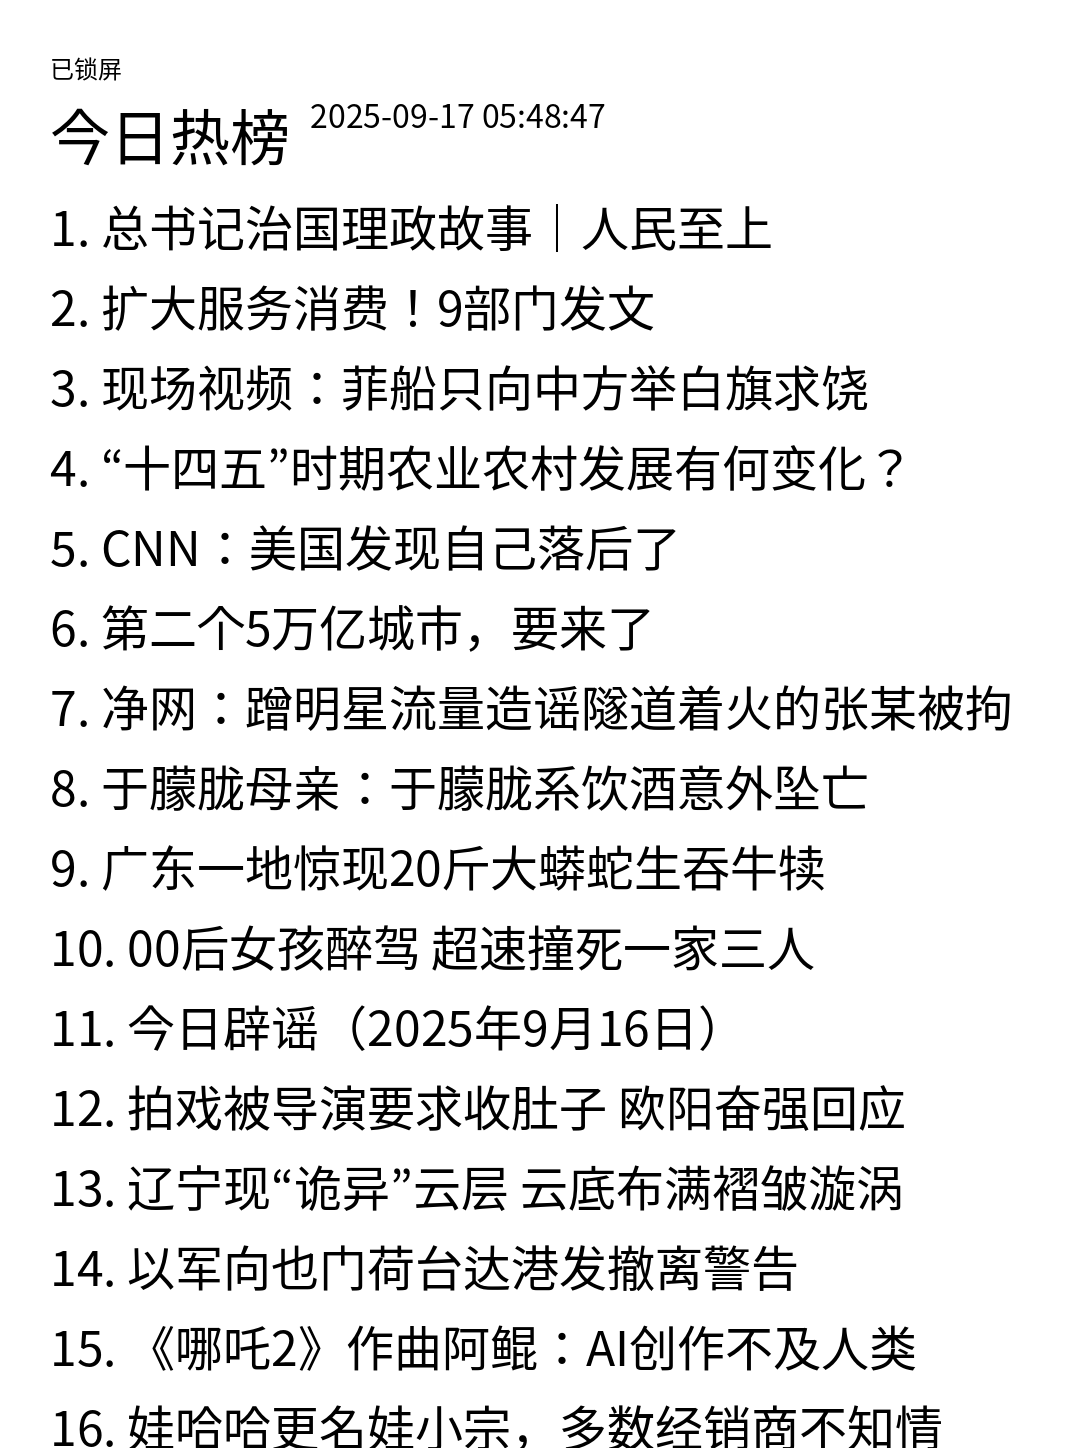 已锁屏
今日热榜 2025-09-17 05:48:47
1. 总书记治国理政故事｜人民至上
2. 扩大服务消费！9部门发文
3. 现场视频：菲船只向中方举白旗求饶
4. “十四五”时期农业农村发展有何变化？
5. CNN：美国发现自己落后了
6. 第二个5万亿城市，要来了
7. 净网：蹭明星流量造谣隧道着火的张某被拘
8. 于朦胧母亲：于朦胧系饮酒意外坠亡
9. 广东一地惊现20斤大蟒蛇生吞牛犊
10. 00后女孩醉驾 超速撞死一家三人
11. 今日辟谣（2025年9月16日）
12. 拍戏被导演要求收肚子 欧阳奋强回应
13. 辽宁现“诡异”云层 云底布满褶皱漩涡
14. 以军向也门荷台达港发撤离警告
15. 《哪吒2》作曲阿鲲：AI创作不及人类
16. 娃哈哈更名娃小宗，多数经销商不知情